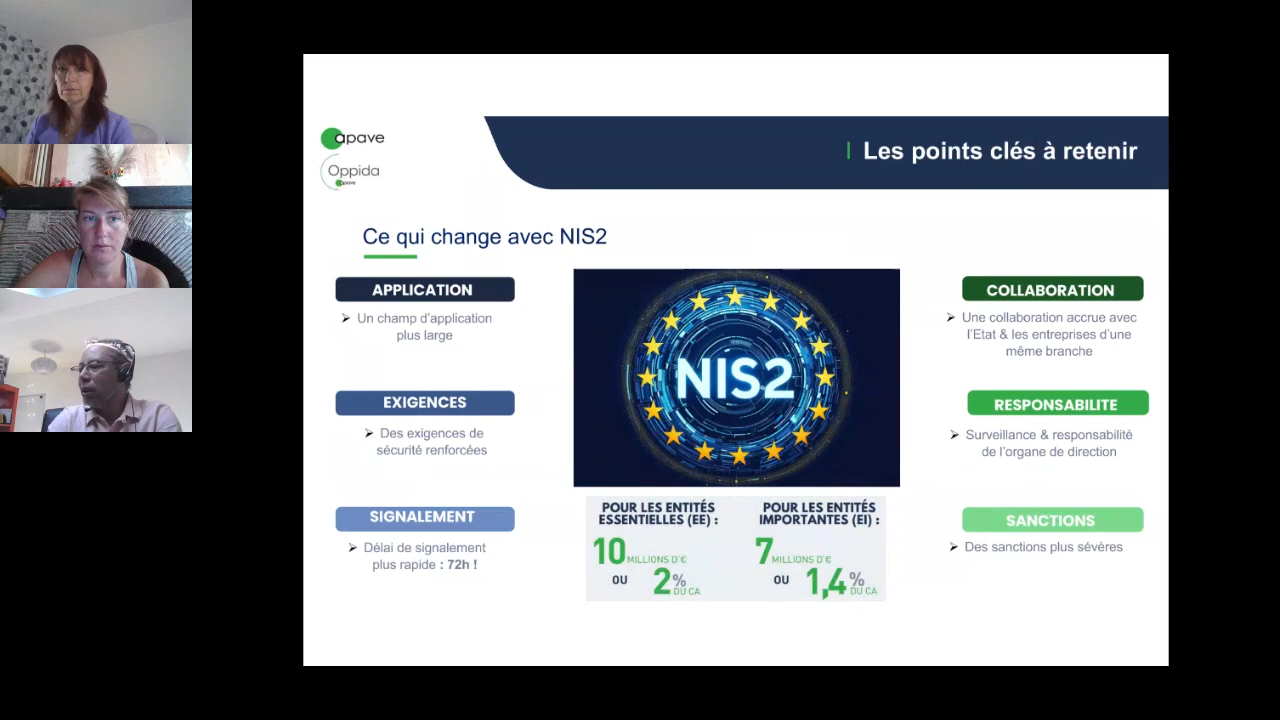 apave
Oppida
apave
Les points clés à retenir
Ce qui change avec NIS2
APPLICATION
Un champ d'application
plus large
EXIGENCES
Des exigences de
sécurité renforcées
SIGNALEMENT
Délai de signalement
plus rapide : 72h !
NIS2
POUR LES ENTITÉS
ESSENTIELLES (EE) :
10 MILLIONS D'€
OU 2% DU CA
POUR LES ENTITÉS
IMPORTANTES (EI) :
7 MILLIONS D'€
OU 1,4% DU CA
COLLABORATION
Une collaboration accrue avec
l'Etat & les entreprises d'une
même branche
RESPONSABILITE
Surveillance & responsabilité
de l'organe de direction
SANCTIONS
Des sanctions plus sévères